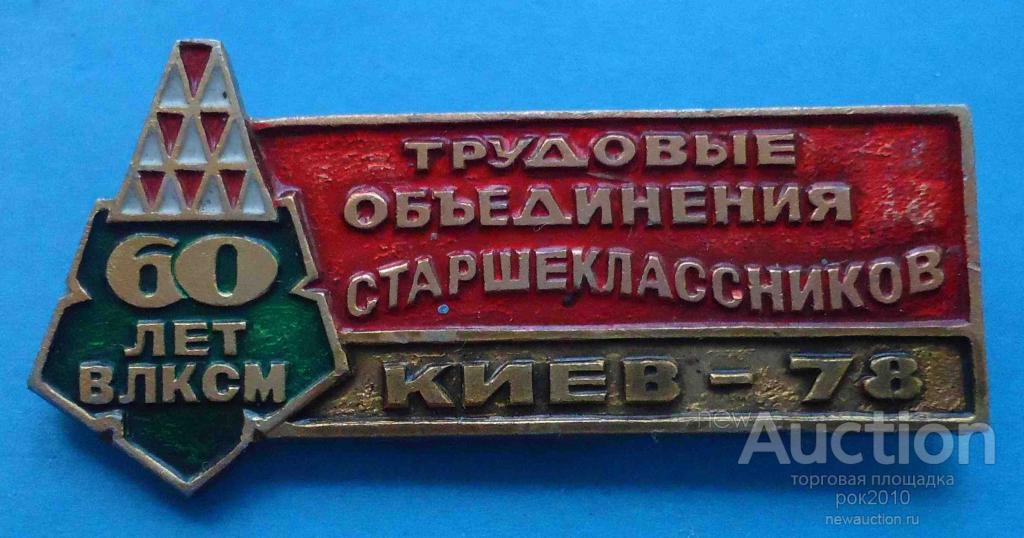 60
ЛЕТ
ВЛКСМ
ТРУДОВЫЕ
ОБЪЕДИНЕНИЯ
СТАРШЕКЛАССНИКОВ
КИЕВ - 78
newAuction
торговая площадка
рок2010
newauction.ru